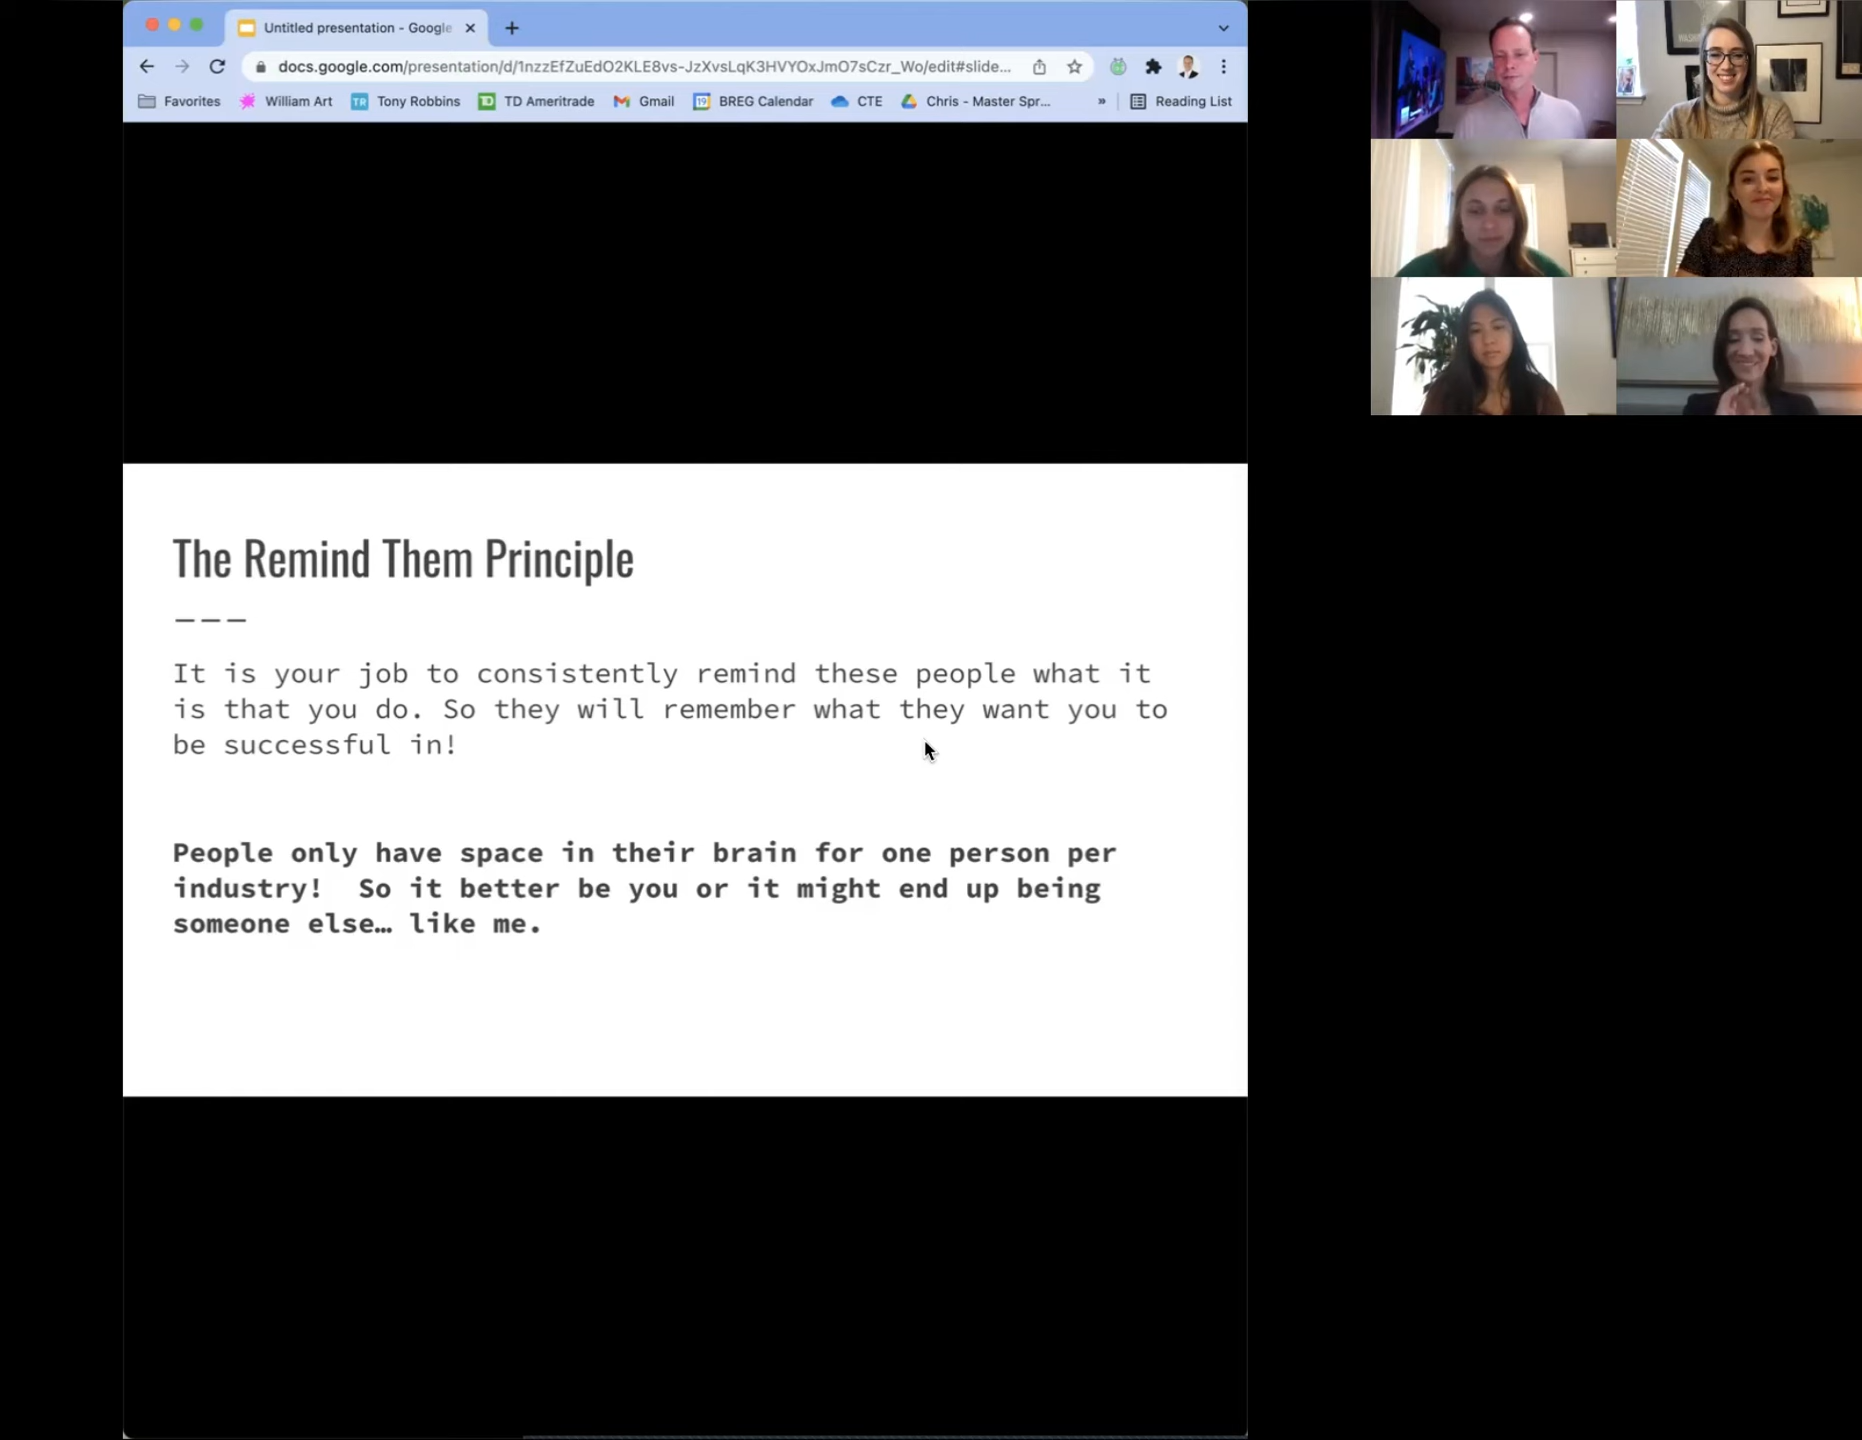 Untitled presentation - Google
docs.google.com/presentation/d/1nzzEfZuEdO2KLE8vs-JzXvsLqK3HVYOxJmO7sCzr_Wo/edit#slide...
Favorites William Art TR Tony Robbins TD Ameritrade Gmail 19 BREG Calendar CTE Chris - Master Spr... » Reading List
The Remind Them Principle
———
It is your job to consistently remind these people what it
is that you do. So they will remember what they want you to
be successful in!
People only have space in their brain for one person per
industry!  So it better be you or it might end up being
someone else… like me.